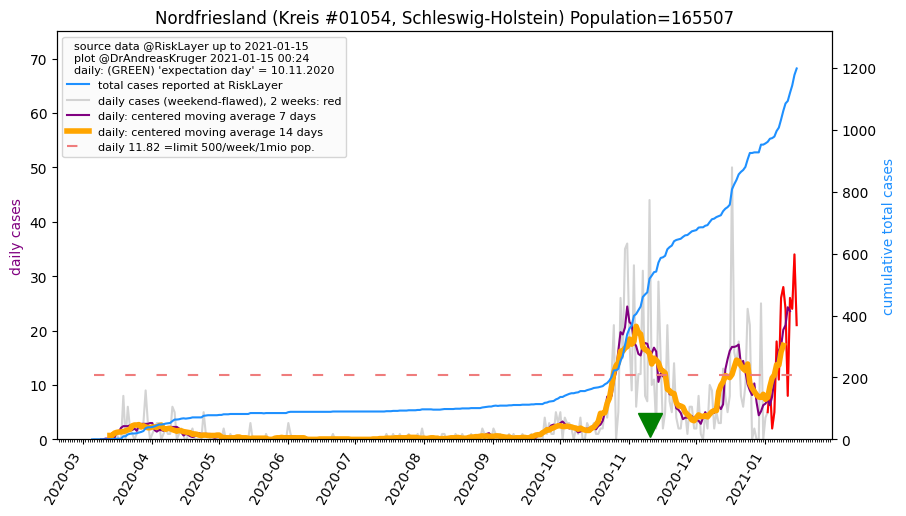 Nordfriesland (Kreis #01054, Schleswig-Holstein) Population=165507
source data @RiskLayer up to 2021-01-15
plot @DrAndreasKruger 2021-01-15 00:24
daily: (GREEN) 'expectation day' = 10.11.2020
total cases reported at RiskLayer
daily cases (weekend-flawed), 2 weeks: red
daily: centered moving average 7 days
daily: centered moving average 14 days
daily 11.82 =limit 500/week/1mio pop.
daily cases
70
60
50
40
30
20
10
0
cumulative total cases
1200
1000
800
600
400
200
0
2020-03
2020-04
2020-05
2020-06
2020-07
2020-08
2020-09
2020-10
2020-11
2020-12
2021-01